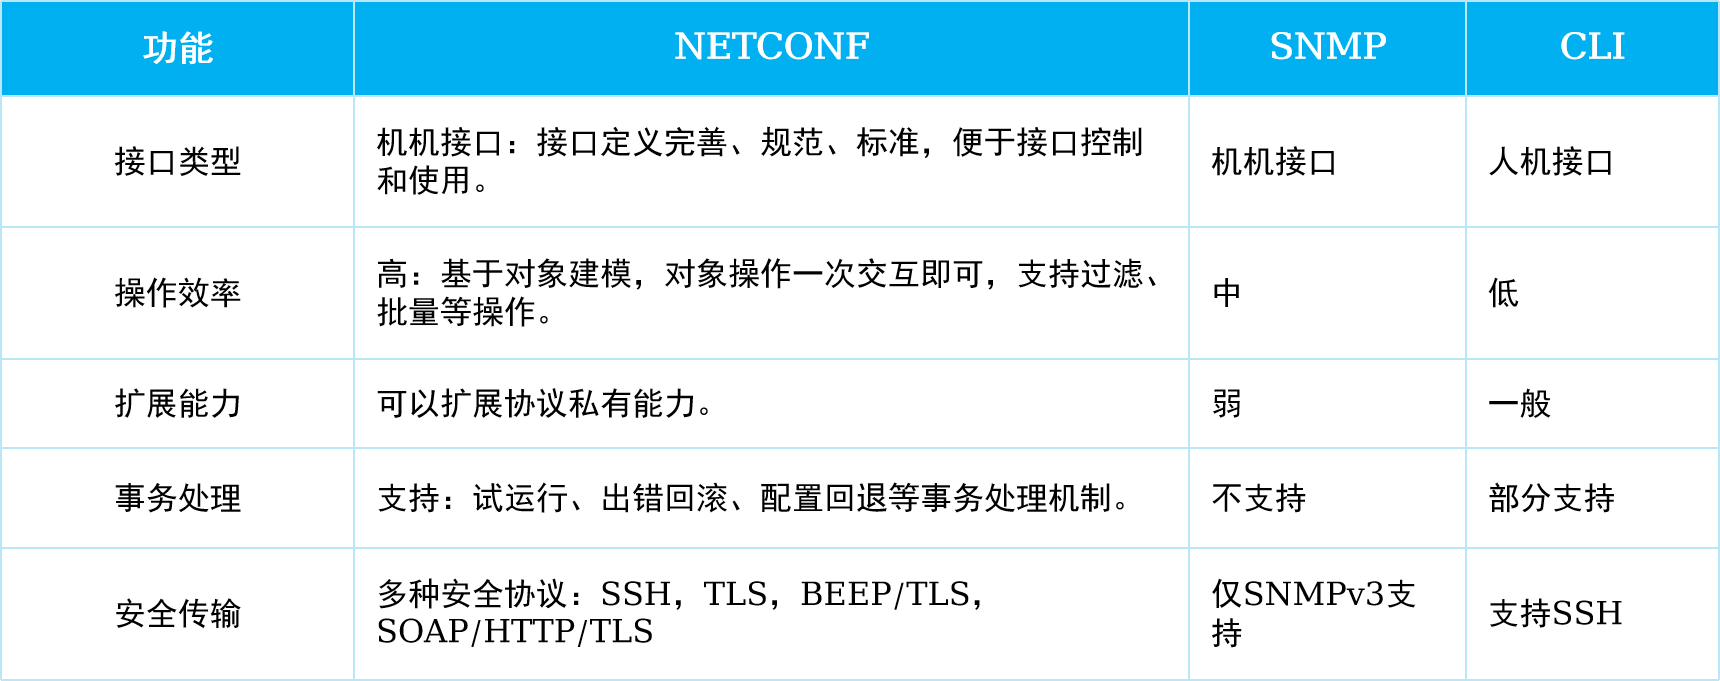 功能
NETCONF
SNMP
CLI
接口类型
机机接口：接口定义完善、规范、标准，便于接口控制
和使用。
机机接口
人机接口
操作效率
高：基于对象建模，对象操作一次交互即可，支持过滤、
批量等操作。
中
低
扩展能力
可以扩展协议私有能力。
弱
一般
事务处理
支持：试运行、出错回滚、配置回退等事务处理机制。
不支持
部分支持
安全传输
多种安全协议：SSH，TLS，BEEP/TLS，
SOAP/HTTP/TLS
仅SNMPv3支
持
支持SSH